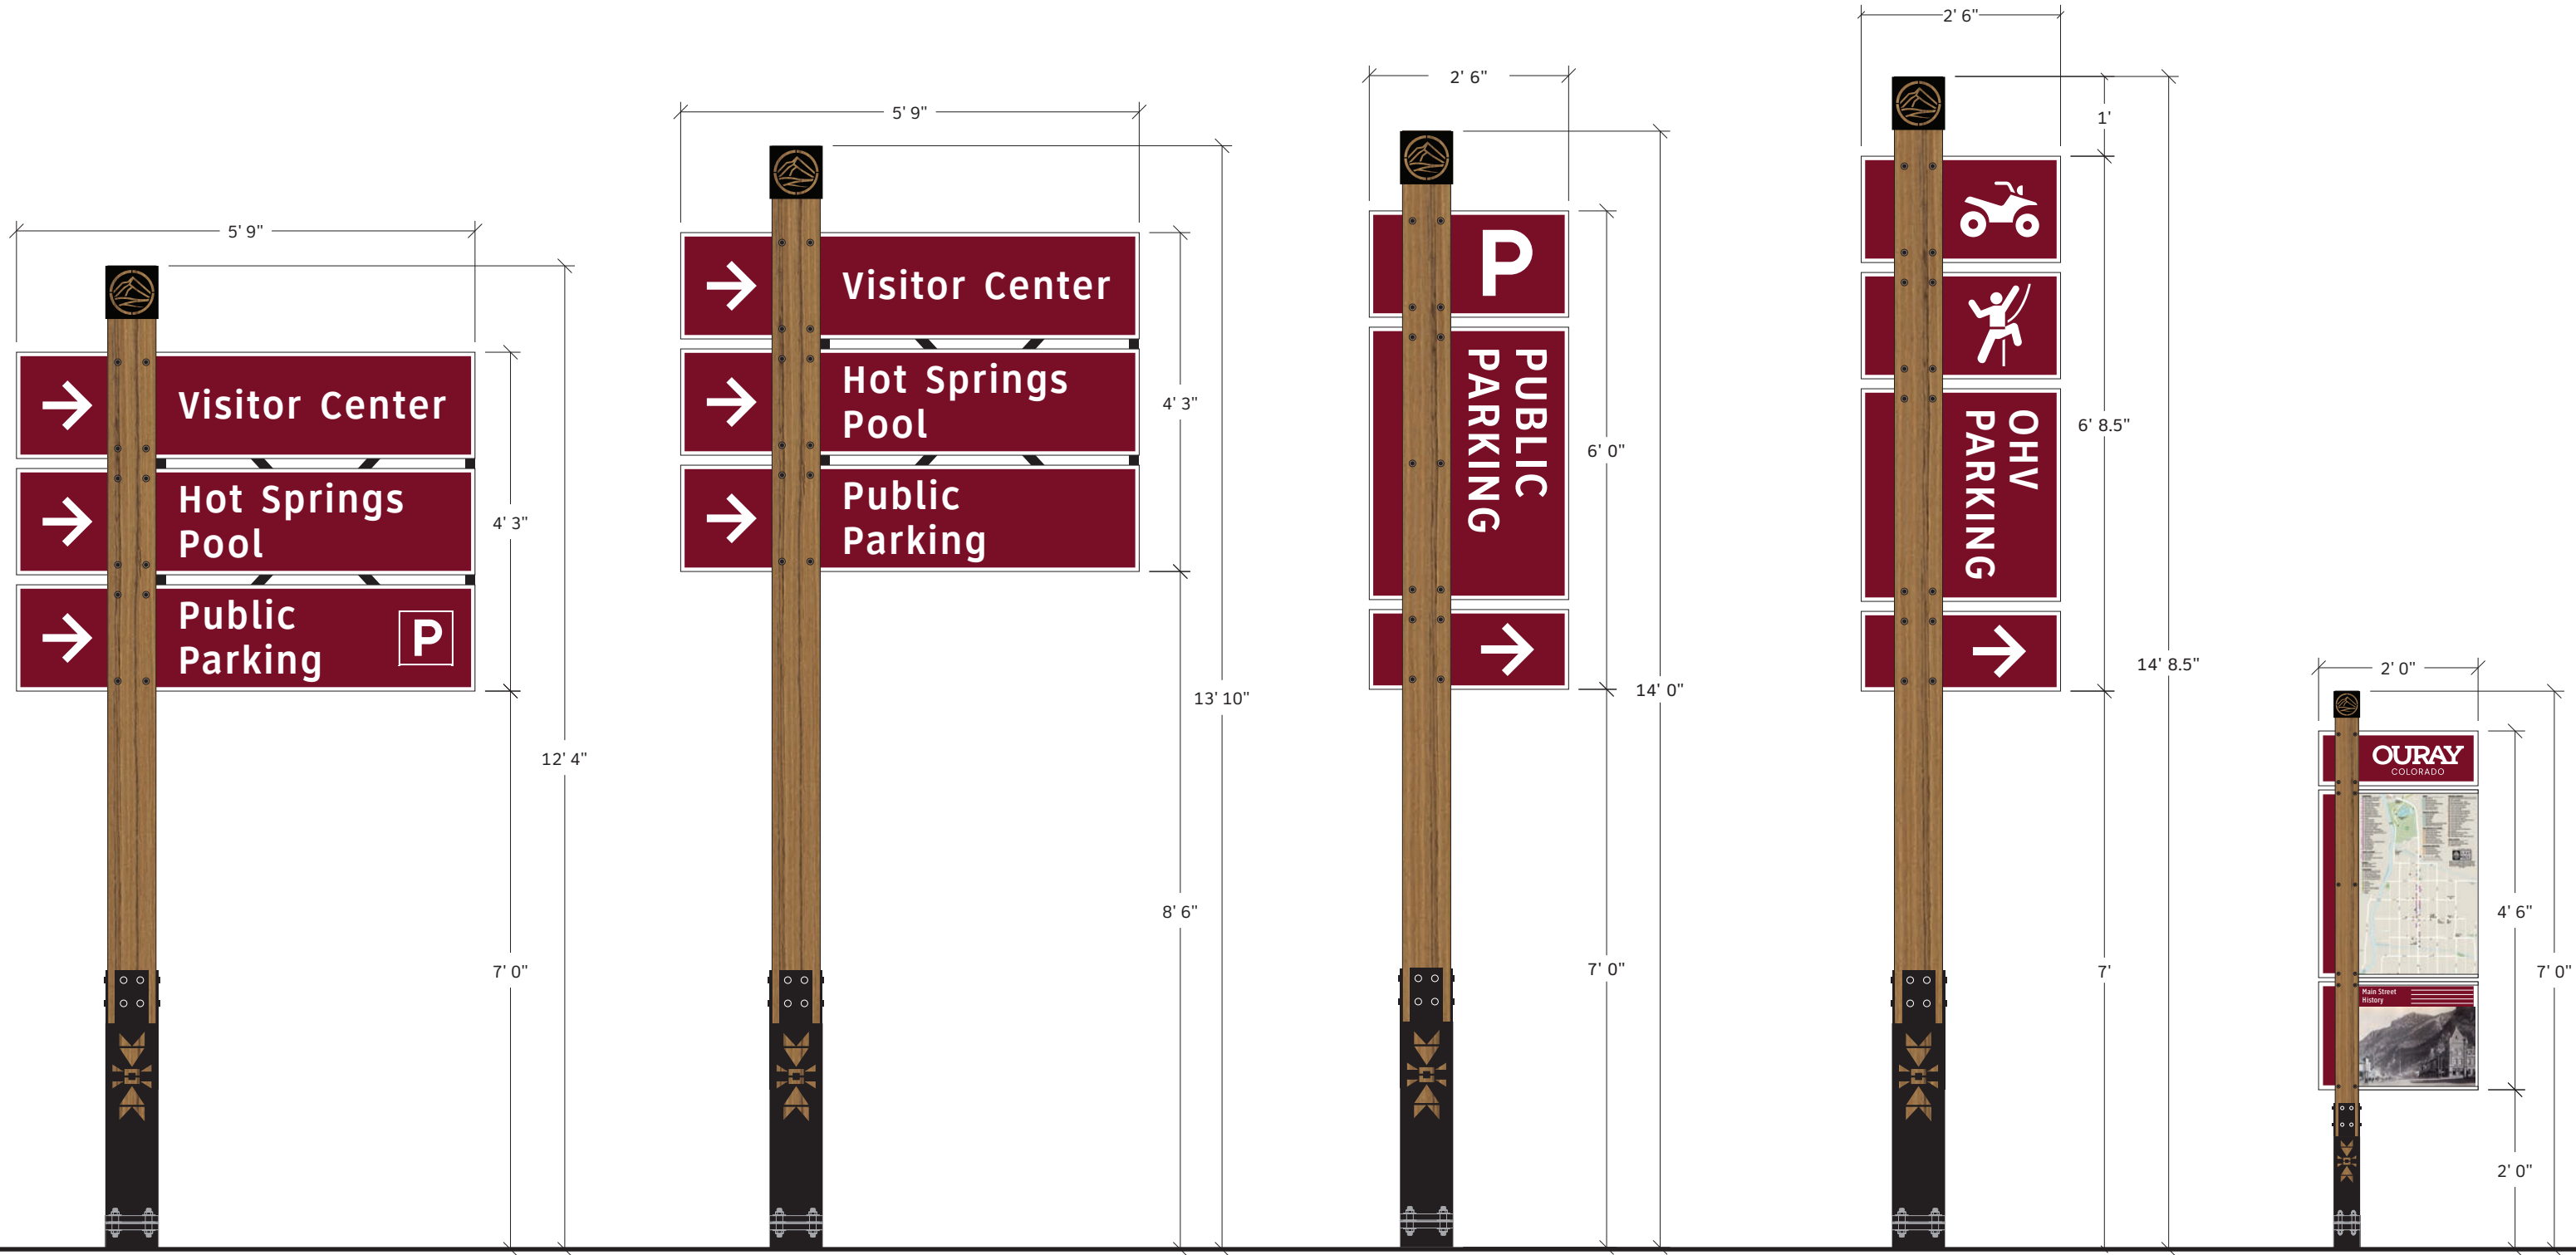 5' 9"
Visitor Center
Hot Springs
Pool
Public
Parking
P
4' 3"
7' 0"
12' 4"
5' 9"
Visitor Center
Hot Springs
Pool
Public
Parking
4' 3"
8' 6"
13' 10"
2' 6"
P
PUBLIC
PARKING
6' 0"
7' 0"
14' 0"
2' 6"
OHV
PARKING
1'
6' 8.5"
7'
14' 8.5"
2' 0"
OURAY
COLORADO
Main Street
History
4' 6"
2' 0"
7' 0"